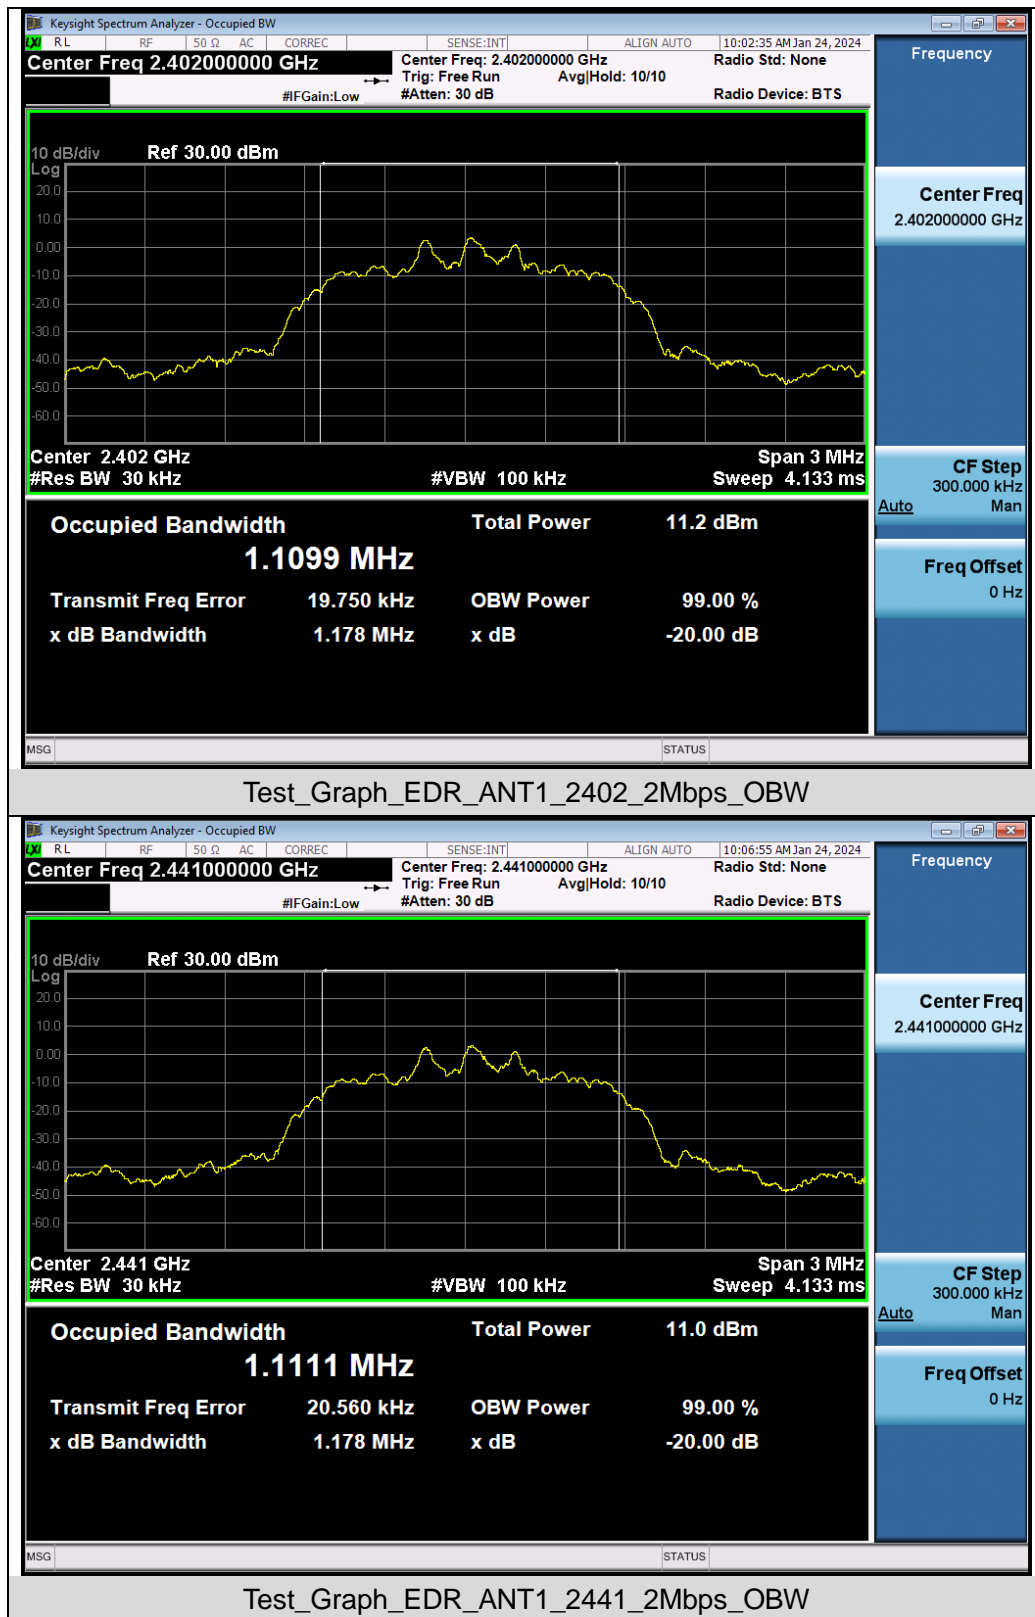 Keysight Spectrum Analyzer - Occupied BW
LXI RL RF 50 Ω AC CORREC SENSE:INT ALIGN AUTO 10:02:35 AM Jan 24, 2024
Center Freq 2.402000000 GHz
Center Freq: 2.402000000 GHz
Radio Std: None
Trig: Free Run Avg|Hold: 10/10
#IFGain:Low
#Atten: 30 dB
Radio Device: BTS
Frequency
10 dB/div Ref 30.00 dBm
Log
20.0
10.0
0.00
-10.0
-20.0
-30.0
-40.0
-50.0
-60.0
Center 2.402 GHz
Span 3 MHz
#Res BW 30 kHz
#VBW 100 kHz
Sweep 4.133 ms
Center Freq
2.402000000 GHz
CF Step
300.000 kHz
Auto Man
Freq Offset
0 Hz
Occupied Bandwidth
Total Power 11.2 dBm
1.1099 MHz
Transmit Freq Error 19.750 kHz OBW Power 99.00 %
x dB Bandwidth 1.178 MHz x dB -20.00 dB
MSG STATUS
Test_Graph_EDR_ANT1_2402_2Mbps_OBW
Keysight Spectrum Analyzer - Occupied BW
LXI RL RF 50 Ω AC CORREC SENSE:INT ALIGN AUTO 10:06:55 AM Jan 24, 2024
Center Freq 2.441000000 GHz
Center Freq: 2.441000000 GHz
Radio Std: None
Trig: Free Run Avg|Hold: 10/10
#IFGain:Low
#Atten: 30 dB
Radio Device: BTS
Frequency
10 dB/div Ref 30.00 dBm
Log
20.0
10.0
0.00
-10.0
-20.0
-30.0
-40.0
-50.0
-60.0
Center 2.441 GHz
Span 3 MHz
#Res BW 30 kHz
#VBW 100 kHz
Sweep 4.133 ms
Center Freq
2.441000000 GHz
CF Step
300.000 kHz
Auto Man
Freq Offset
0 Hz
Occupied Bandwidth
Total Power 11.0 dBm
1.1111 MHz
Transmit Freq Error 20.560 kHz OBW Power 99.00 %
x dB Bandwidth 1.178 MHz x dB -20.00 dB
MSG STATUS
Test_Graph_EDR_ANT1_2441_2Mbps_OBW